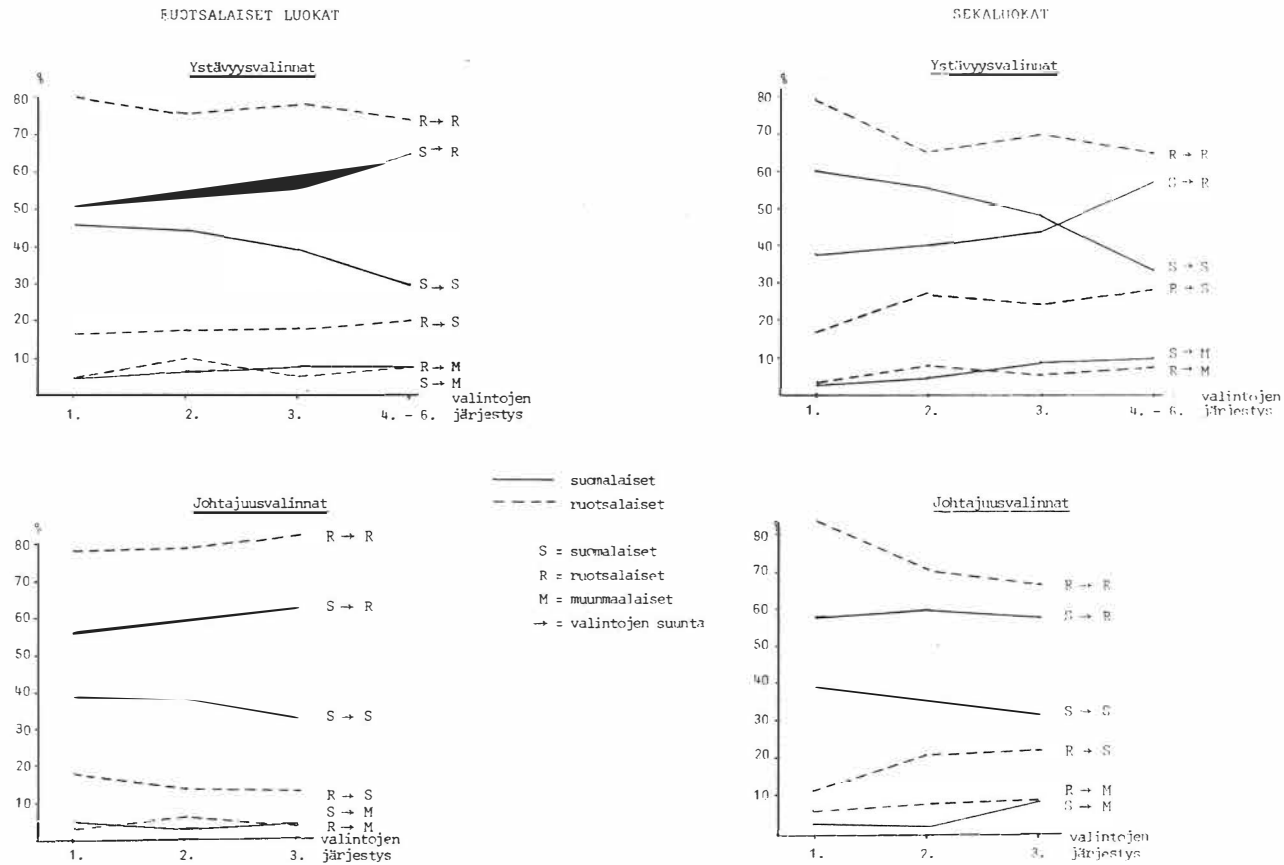 RUOTSALAISET LUOKAT
Ystävyysvalinnat
%
80
70
60
50
40
30
20
10
R → R
S → R
S → S
R → S
R → M
S → M
1. 2. 3. 4. - 6.
valintojen
järjestys
SEKALUOKAT
Ystävyysvalinnat
%
80
70
60
50
40
30
20
10
R → R
S → R
S → S
R → S
S → M
R → M
1. 2. 3. 4. - 6.
valintojen
järjestys
suomalaiset
ruotsalaiset
S = suomalaiset
R = ruotsalaiset
M = muunmaalaiset
→ = valintojen suunta
Johtajuusvalinnat
%
80
70
60
50
40
30
20
10
R → R
S → R
S → S
R → S
S → M
R → M
1. 2. 3.
valintojen
järjestys
Johtajuusvalinnat
%
80
70
60
50
40
30
20
10
R → R
S → R
S → S
R → S
R → M
S → M
1. 2. 3.
valintojen
järjestys